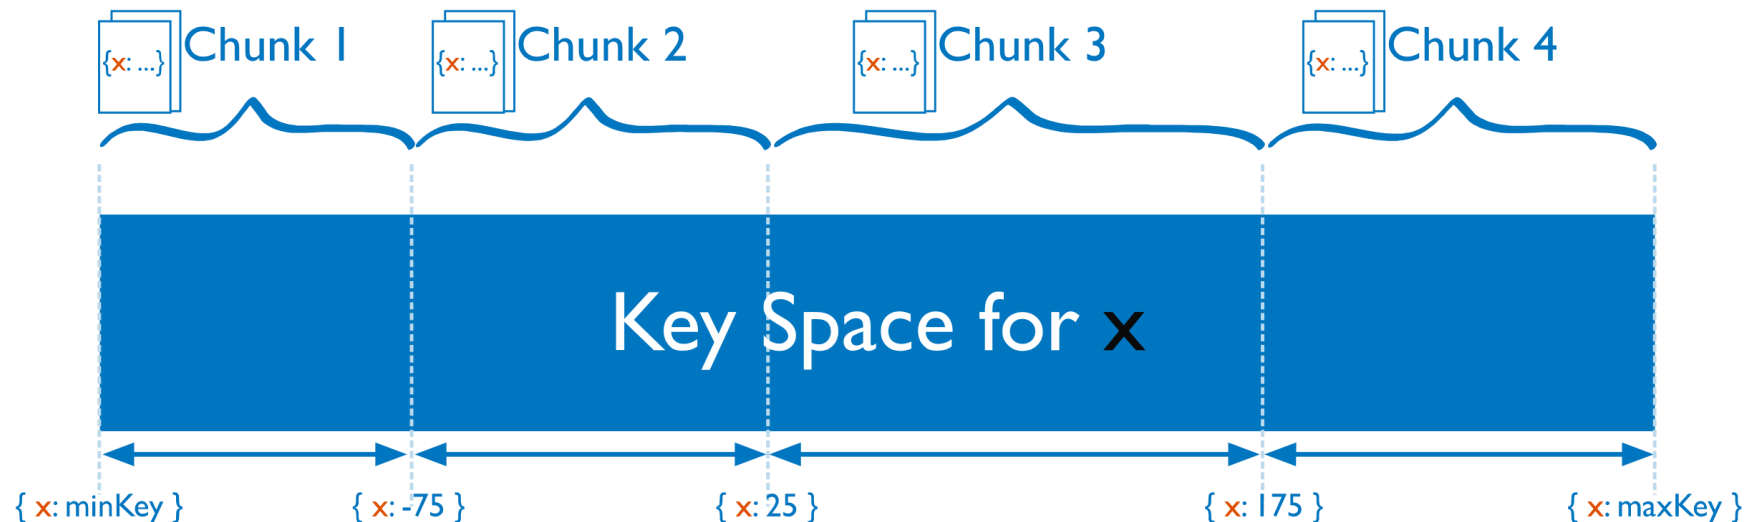 {x: ...} Chunk 1 {x: ...} Chunk 2 {x: ...} Chunk 3 {x: ...} Chunk 4
Key Space for x
{ x: minKey } { x: -75 } { x: 25 } { x: 175 } { x: maxKey }